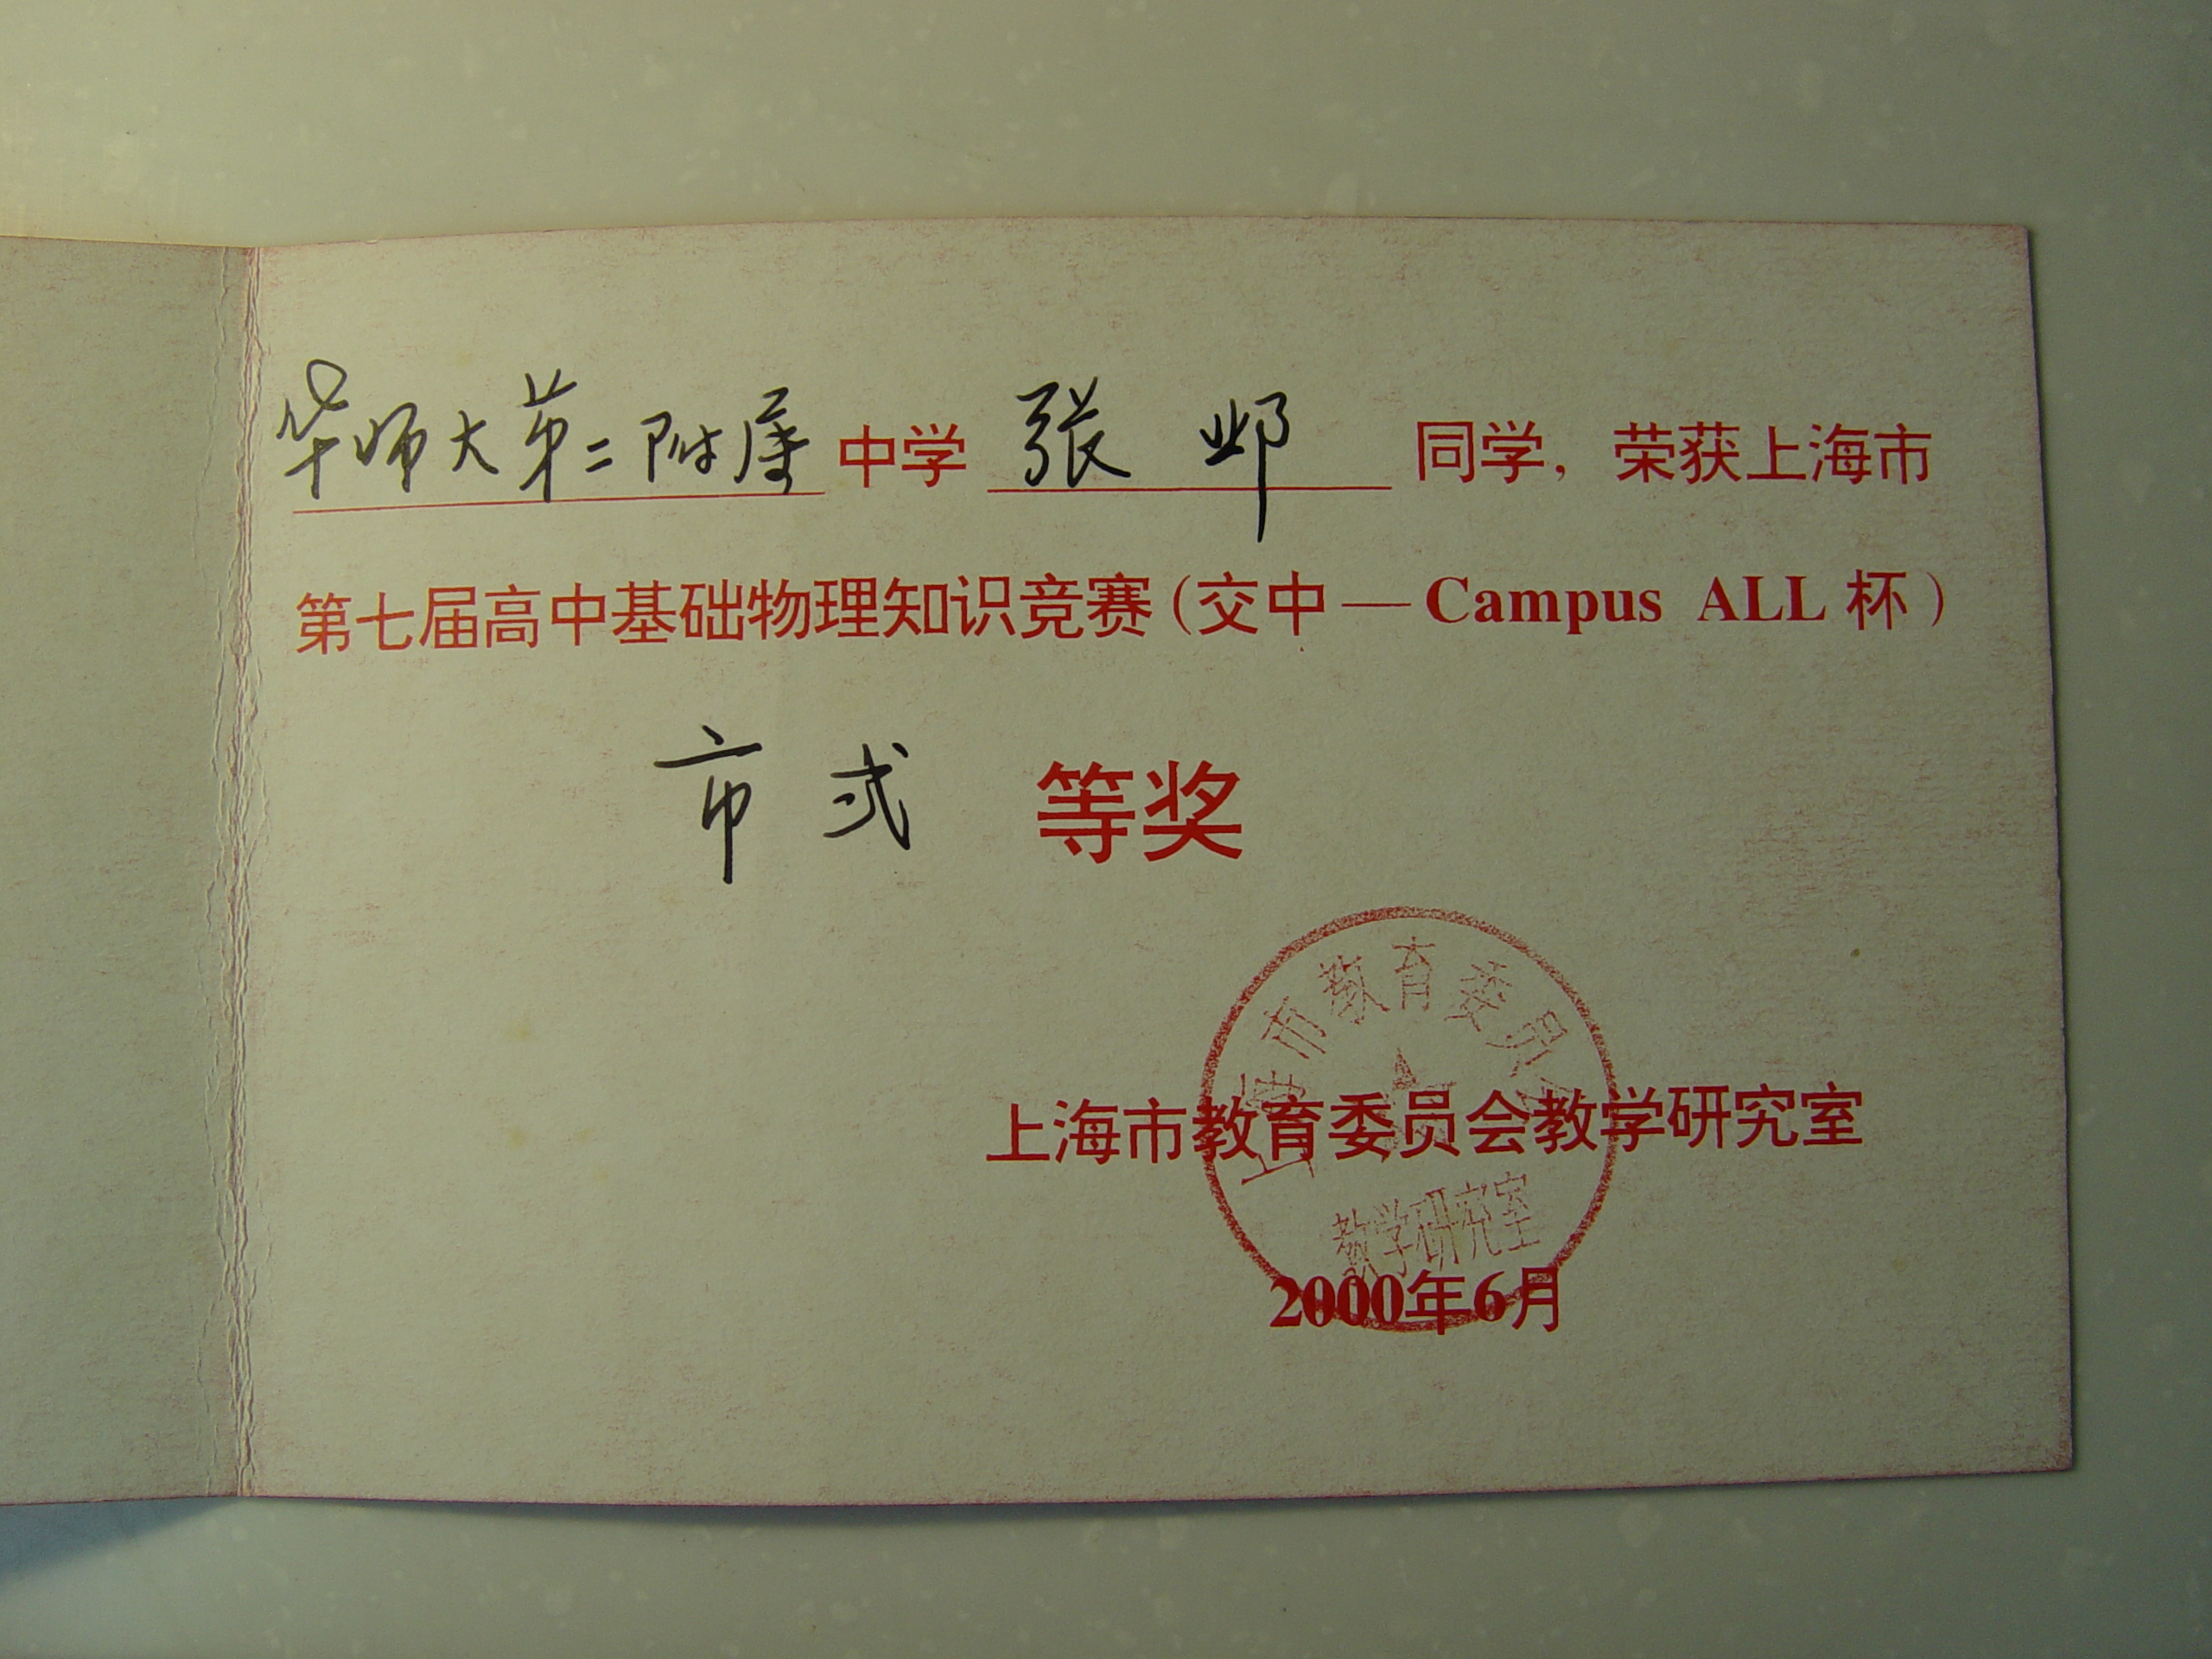 华师大第二附属中学 张邺 同学，荣获上海市
第七届高中基础物理知识竞赛（交中—Campus ALL 杯）
市弍 等奖
上海市教育委员会
上海市教育委员会教学研究室
教学研究室
2000年6月